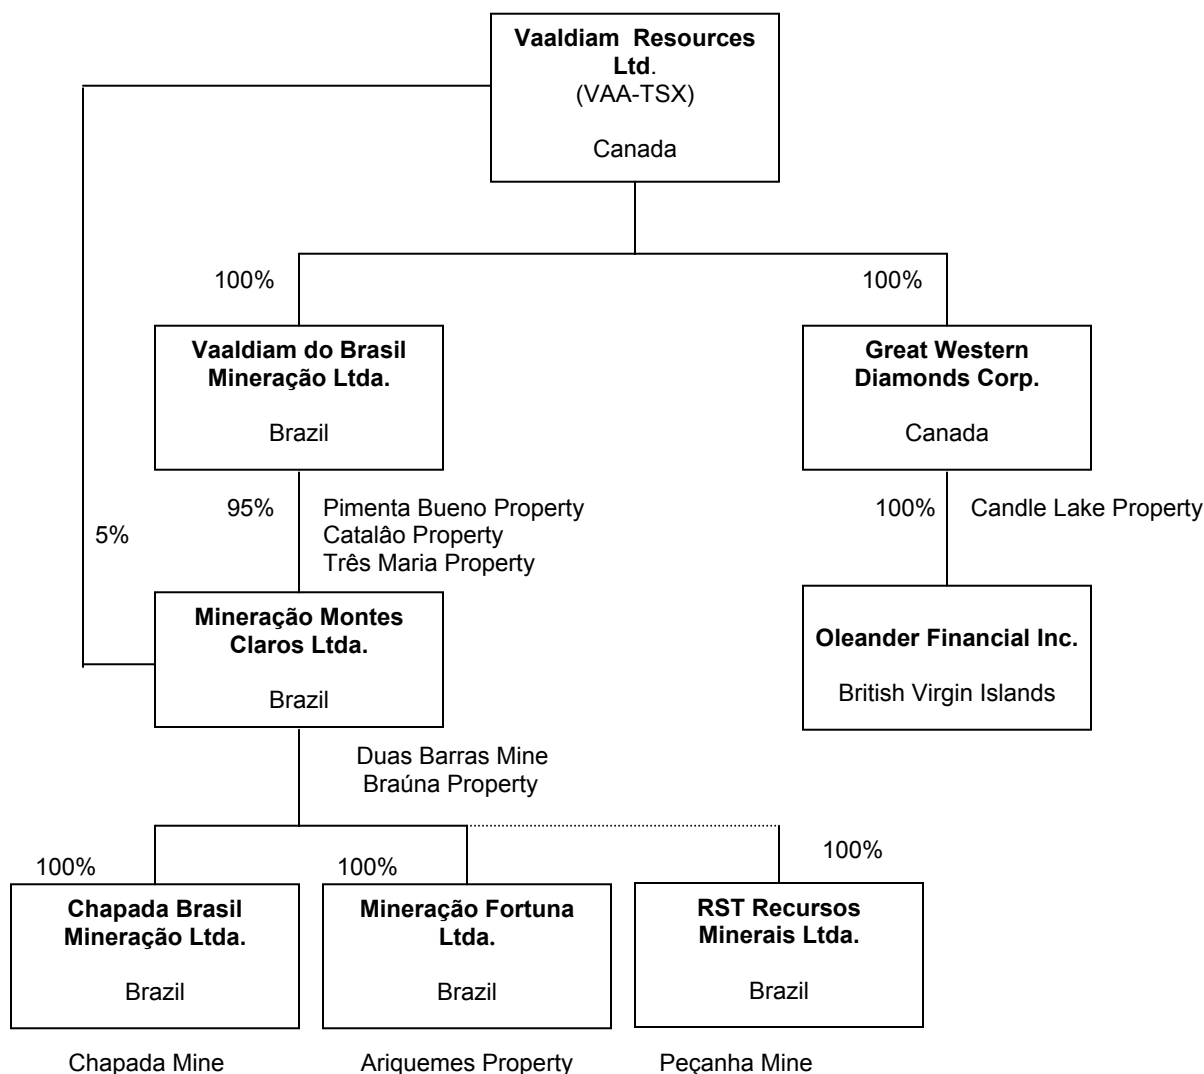 Vaaldiam Resources
Ltd.
(VAA-TSX)
Canada
100%
100%
Vaaldiam do Brasil
Mineração Ltda.
Brazil
Great Western
Diamonds Corp.
Canada
5%
95%
Pimenta Bueno Property
Catalâo Property
Três Maria Property
100%
Candle Lake Property
Mineração Montes
Claros Ltda.
Brazil
Oleander Financial Inc.
British Virgin Islands
Duas Barras Mine
Braúna Property
100%
100%
100%
Chapada Brasil
Mineração Ltda.
Brazil
Mineração Fortuna
Ltda.
Brazil
RST Recursos
Minerais Ltda.
Brazil
Chapada Mine
Ariquemes Property
Peçanha Mine